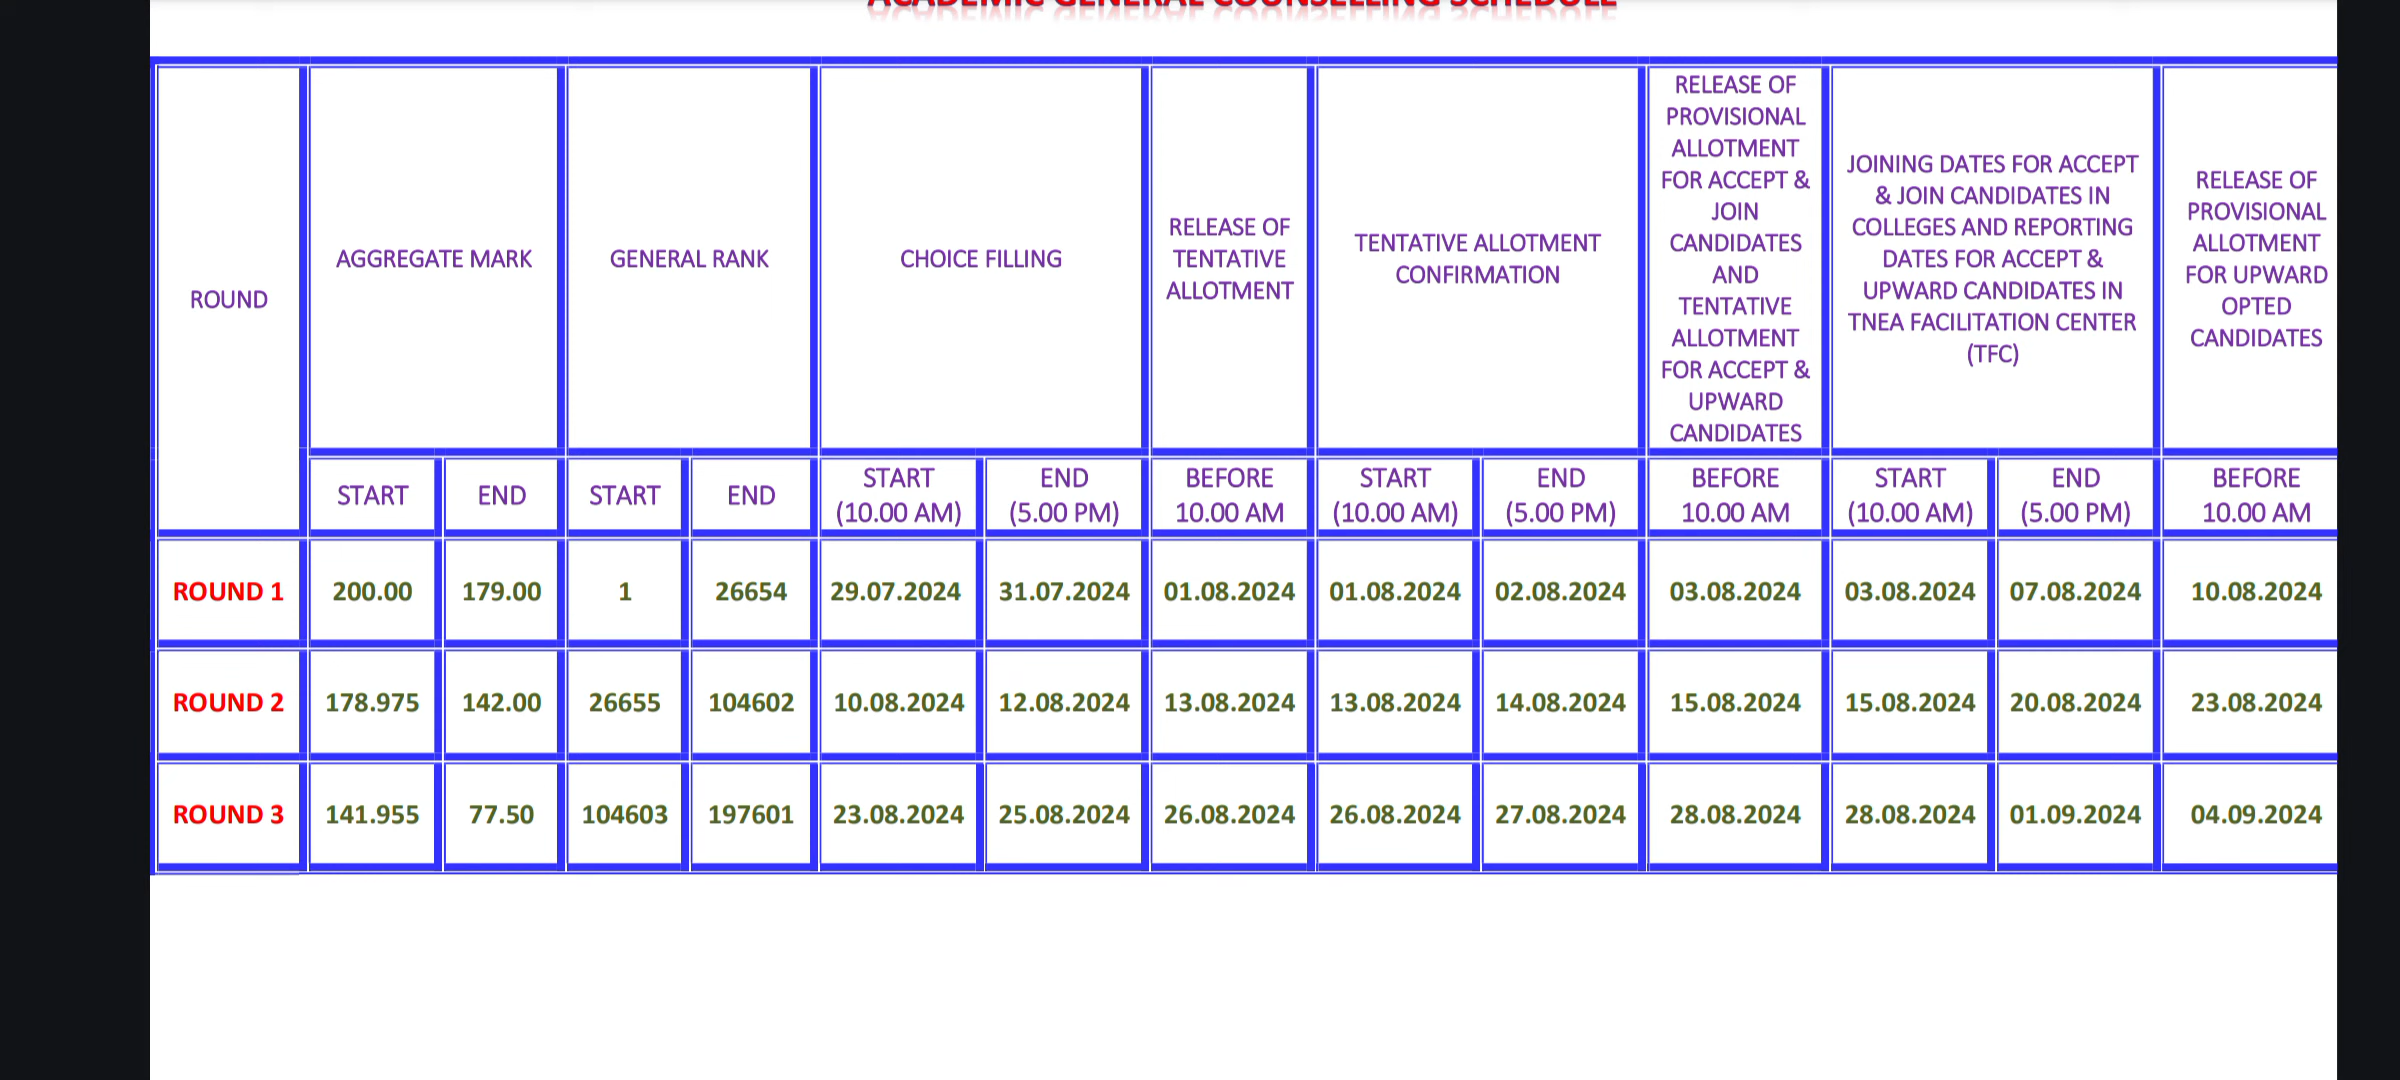 ACADEMIC GENERAL COUNSELLING SCHEDULE
ROUND
AGGREGATE MARK
GENERAL RANK
CHOICE FILLING
RELEASE OF
TENTATIVE
ALLOTMENT
TENTATIVE ALLOTMENT
CONFIRMATION
RELEASE OF
PROVISIONAL
ALLOTMENT
FOR ACCEPT &
JOIN
CANDIDATES
AND
TENTATIVE
ALLOTMENT
FOR ACCEPT &
UPWARD
CANDIDATES
JOINING DATES FOR ACCEPT
& JOIN CANDIDATES IN
COLLEGES AND REPORTING
DATES FOR ACCEPT &
UPWARD CANDIDATES IN
TNEA FACILITATION CENTER
(TFC)
RELEASE OF
PROVISIONAL
ALLOTMENT
FOR UPWARD
OPTED
CANDIDATES
START
END
START
END
START
(10.00 AM)
END
(5.00 PM)
BEFORE
10.00 AM
START
(10.00 AM)
END
(5.00 PM)
BEFORE
10.00 AM
START
(10.00 AM)
END
(5.00 PM)
BEFORE
10.00 AM
ROUND 1 200.00 179.00 1 26654 29.07.2024 31.07.2024 01.08.2024 01.08.2024 02.08.2024 03.08.2024 03.08.2024 07.08.2024 10.08.2024
ROUND 2 178.975 142.00 26655 104602 10.08.2024 12.08.2024 13.08.2024 13.08.2024 14.08.2024 15.08.2024 15.08.2024 20.08.2024 23.08.2024
ROUND 3 141.955 77.50 104603 197601 23.08.2024 25.08.2024 26.08.2024 26.08.2024 27.08.2024 28.08.2024 28.08.2024 01.09.2024 04.09.2024